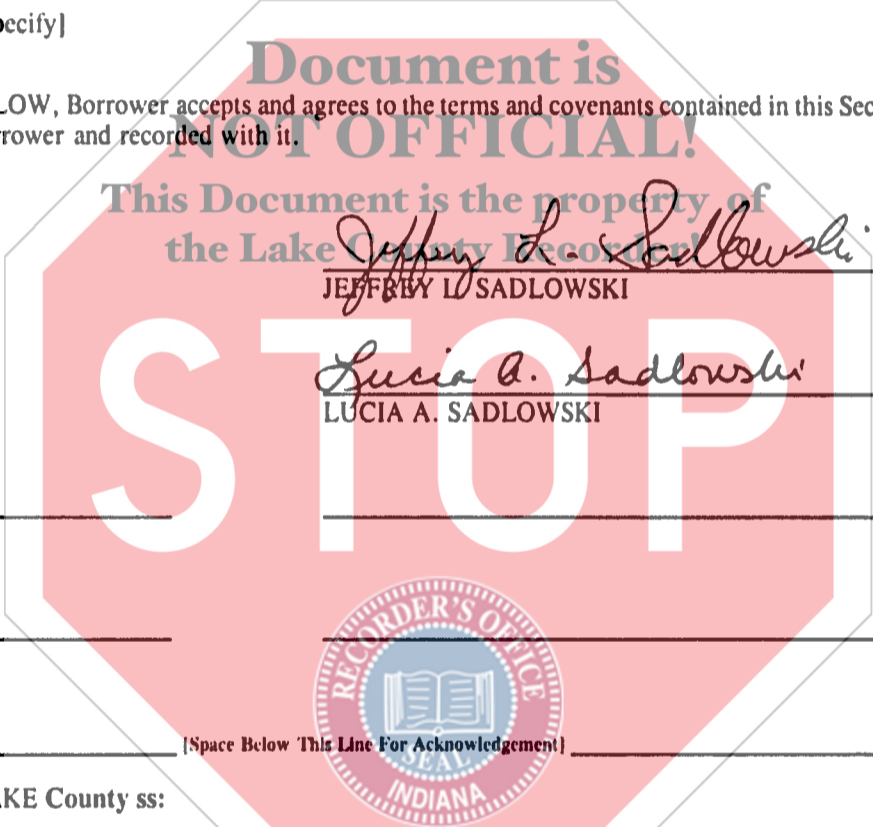 ecify]
Document is
LOW, Borrower accepts and agrees to the terms and covenants contained in this Sec
rower and recorded with it.
NOT OFFICIAL!
This Document is the property of
the Lake County Recorder!
Jeffrey L. Sadlowski
JEFFREY L. SADLOWSKI
Lucia A. Sadlowski
LUCIA A. SADLOWSKI
STOP
RECORDER'S OFFICE
[Space Below This Line For Acknowledgement]
SEAL
INDIANA
KE County ss: